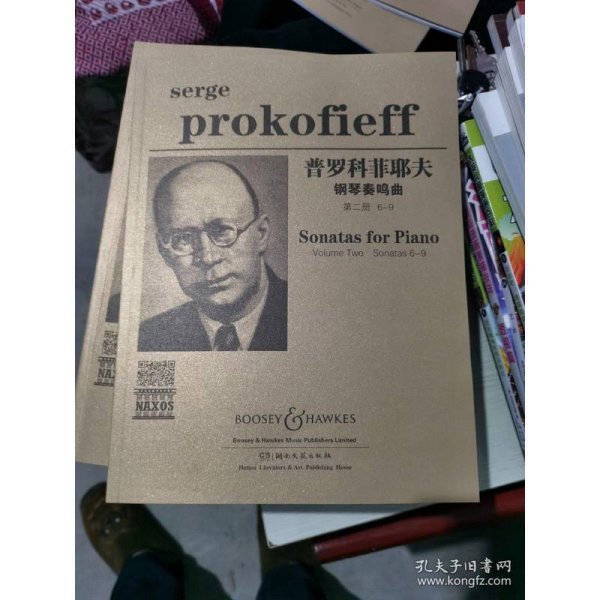 serge
prokofieff
普罗科菲耶夫
钢琴奏鸣曲
第二册 6-9
Sonatas for Piano
Volume Two Sonatas 6-9
NAXOS
BOOSEY & HAWKES
Boosey & Hawkes Music Publishers Limited
湖南文艺出版社
Hunan Literature & Art Publishing House
NAXOS
孔夫子旧书网
www.kongfz.com